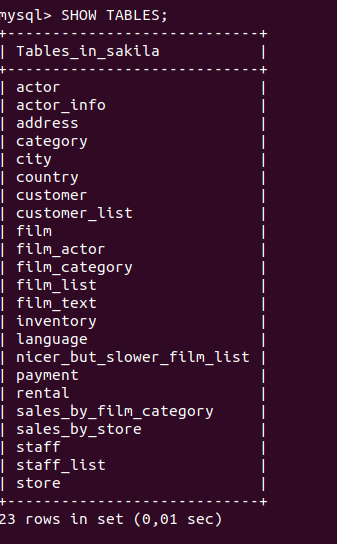 mysql> SHOW TABLES;
+----------------------------+
| Tables_in_sakila           |
+----------------------------+
| actor                      |
| actor_info                 |
| address                    |
| category                   |
| city                       |
| country                    |
| customer                   |
| customer_list              |
| film                       |
| film_actor                 |
| film_category              |
| film_list                  |
| film_text                  |
| inventory                  |
| language                   |
| nicer_but_slower_film_list |
| payment                    |
| rental                     |
| sales_by_film_category     |
| sales_by_store             |
| staff                      |
| staff_list                 |
| store                      |
+----------------------------+
23 rows in set (0,01 sec)